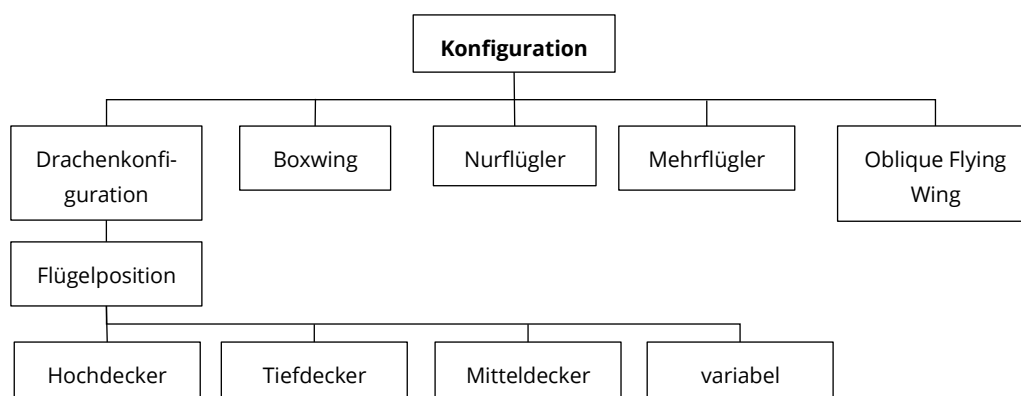 Konfiguration
Drachenkonfi-
guration
Boxwing
Nurflügler
Mehrflügler
Oblique Flying
Wing
Flügelposition
Hochdecker
Tiefdecker
Mitteldecker
variabel